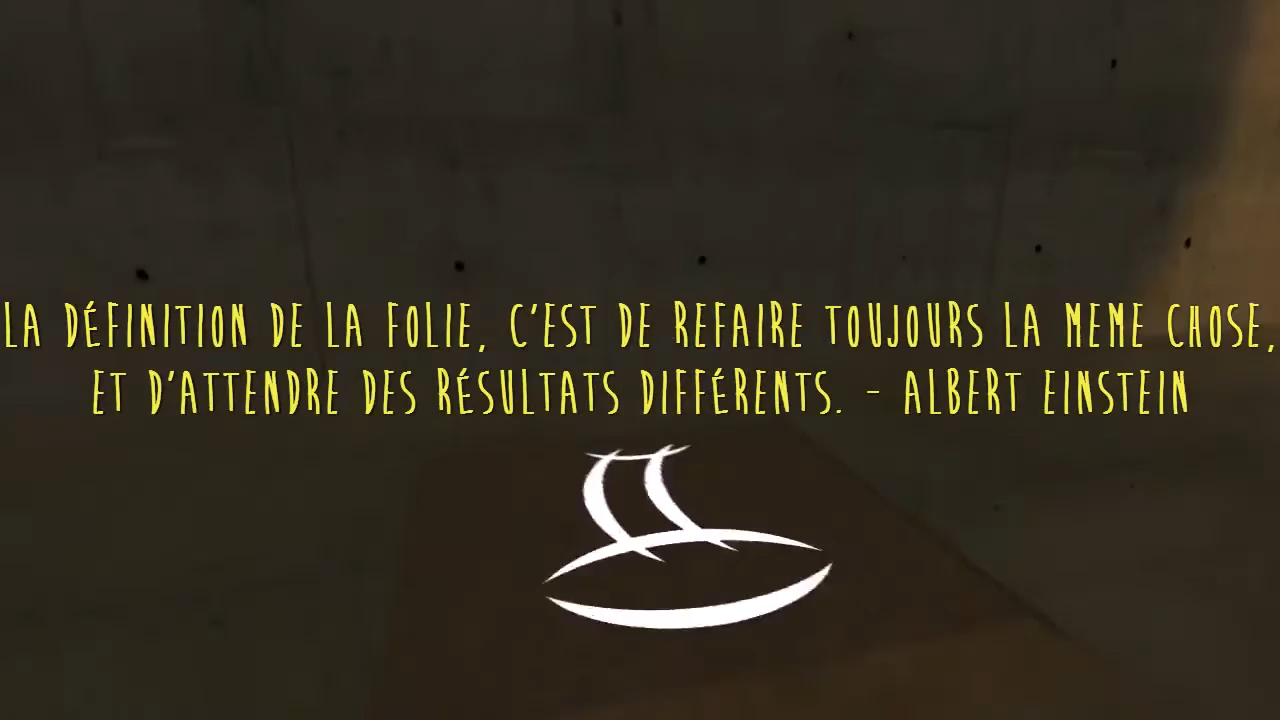 LA DÉFINITION DE LA FOLIE, C'EST DE REFAIRE TOUJOURS LA MEME CHOSE,
ET D'ATTENDRE DES RÉSULTATS DIFFÉRENTS. - ALBERT EINSTEIN